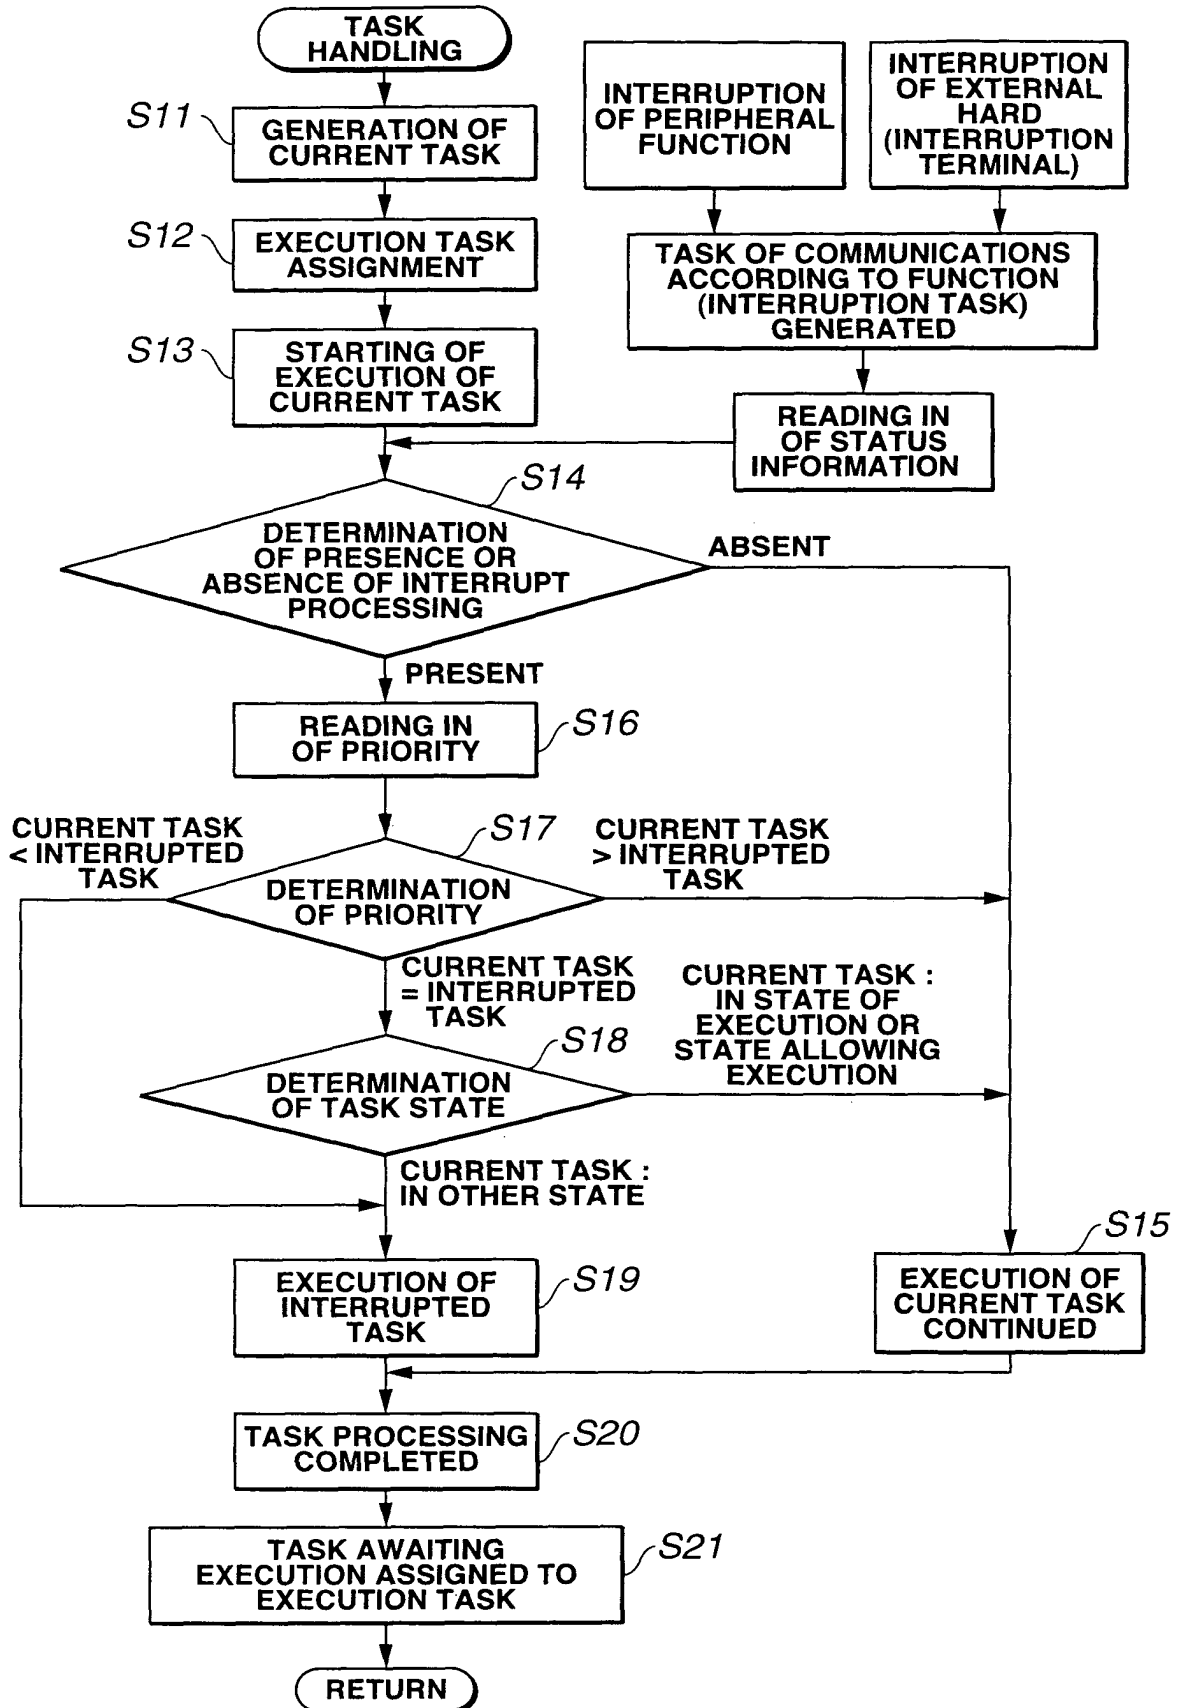 TASK
HANDLING
S11
GENERATION OF
CURRENT TASK
S12
EXECUTION TASK
ASSIGNMENT
S13
STARTING OF
EXECUTION OF
CURRENT TASK
INTERRUPTION
OF PERIPHERAL
FUNCTION
INTERRUPTION
OF EXTERNAL
HARD
(INTERRUPTION
TERMINAL)
TASK OF COMMUNICATIONS
ACCORDING TO FUNCTION
(INTERRUPTION TASK)
GENERATED
READING IN
OF STATUS
INFORMATION
S14
DETERMINATION
OF PRESENCE OR
ABSENCE OF INTERRUPT
PROCESSING
ABSENT
PRESENT
READING IN
OF PRIORITY
S16
CURRENT TASK
< INTERRUPTED
TASK
S17
DETERMINATION
OF PRIORITY
CURRENT TASK
> INTERRUPTED
TASK
CURRENT TASK
= INTERRUPTED
TASK
S18
DETERMINATION
OF TASK STATE
CURRENT TASK :
IN STATE OF
EXECUTION OR
STATE ALLOWING
EXECUTION
CURRENT TASK :
IN OTHER STATE
EXECUTION OF
INTERRUPTED
TASK
S19
S15
EXECUTION OF
CURRENT TASK
CONTINUED
TASK PROCESSING
COMPLETED
S20
TASK AWAITING
EXECUTION ASSIGNED TO
EXECUTION TASK
S21
RETURN